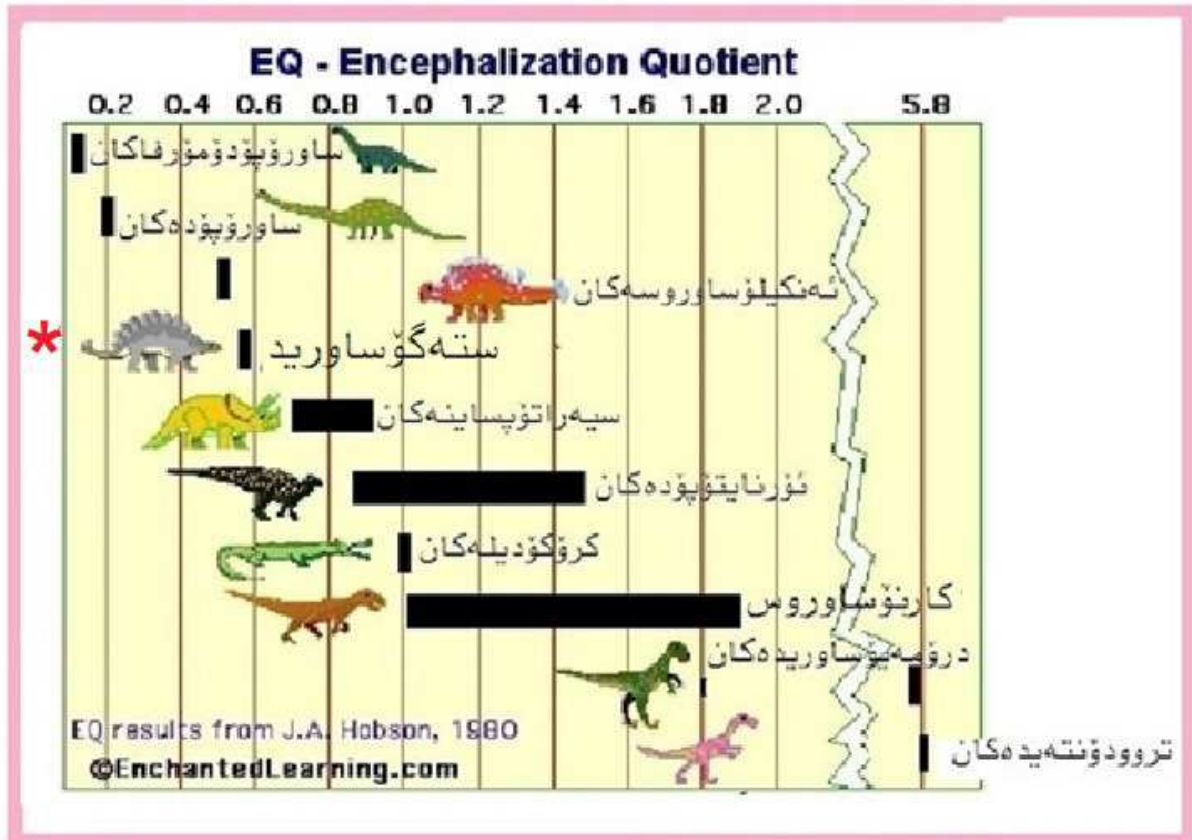 EQ - Encephalization Quotient
0.2 0.4 0.6 0.8 1.0 1.2 1.4 1.6 1.8 2.0 5.8
ساورۆپۆدۆمۆرفاکان
ساورۆپۆدەکان
ئەنکیلۆساوروسەکان
* ستەگۆساورید
سیەراتۆپساینەکان
ئۆرنایتۆپۆدەکان
کرۆکۆدیلەکان
کارنۆساوروس
درۆمەیۆساوریدەکان
تروودۆنتەیدەکان
EQ results from J.A. Hobson, 1980
©EnchantedLearning.com